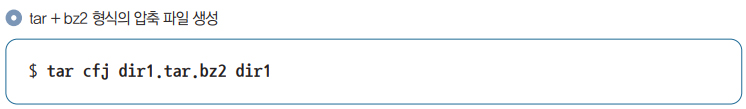 tar + bz2 형식의 압축 파일 생성
$ tar cfj dir1.tar.bz2 dir1